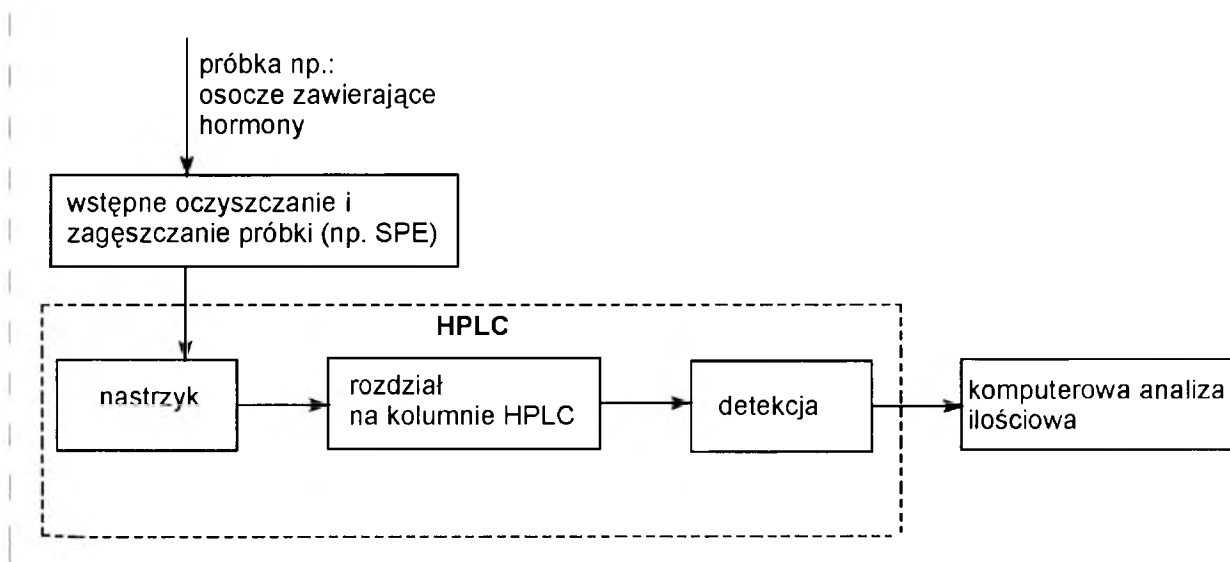 próbka np.:
osocze zawierające
hormony
wstępne oczyszczanie i
zagęszczanie próbki (np. SPE)
HPLC
nastrzyk
rozdział
na kolumnie HPLC
detekcja
komputerowa analiza
ilościowa